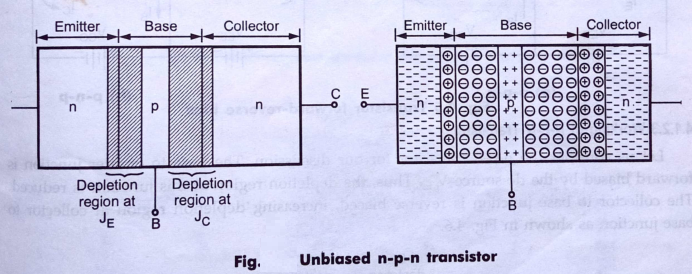 Emitter Base Collector
n p n
C
Depletion region at JE
B
Depletion region at JC
Emitter Base Collector
E
n p n
B
Fig. Unbiased n-p-n transistor